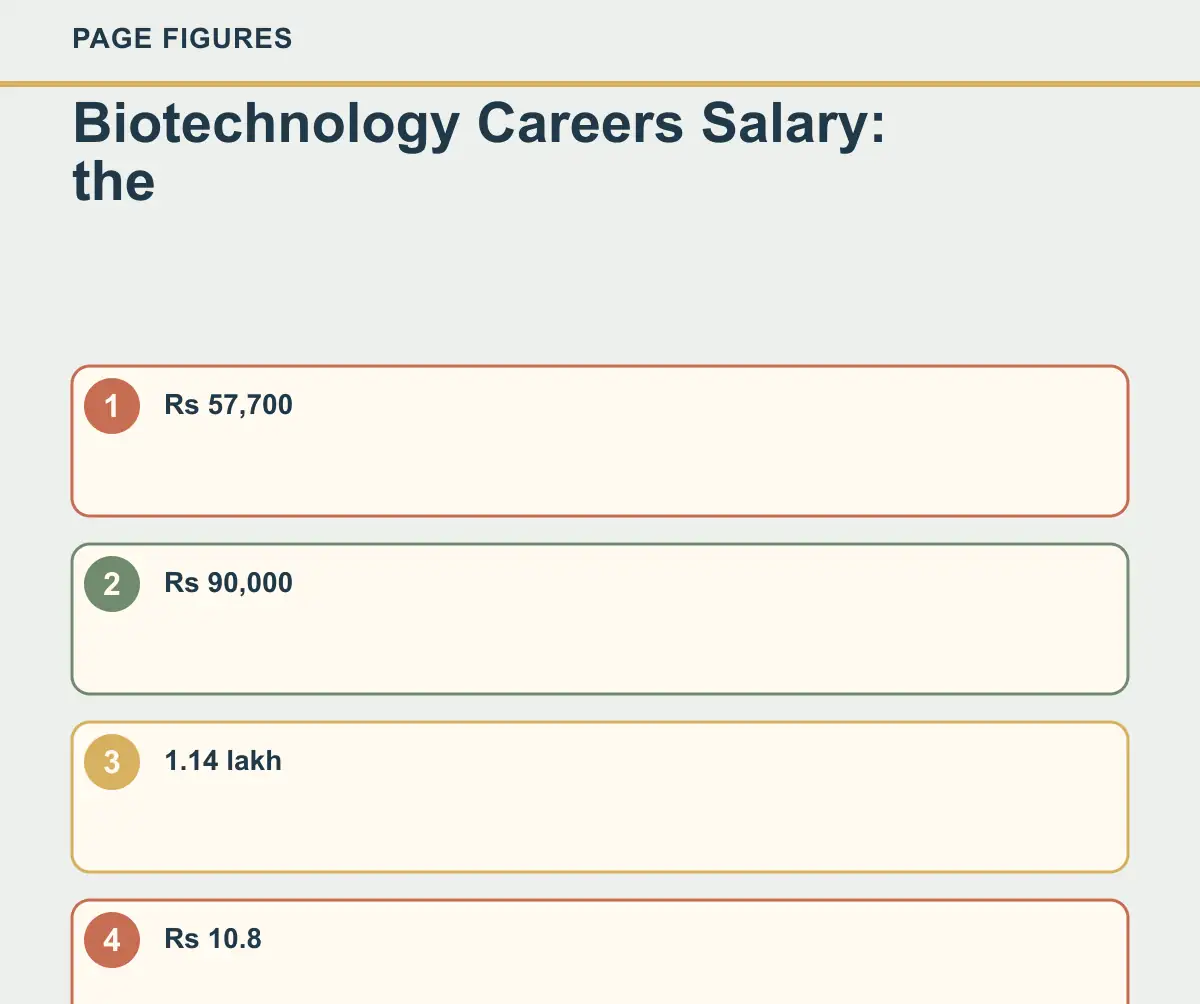 PAGE FIGURES
Biotechnology Careers Salary:
the
1
Rs 57,700
2
Rs 90,000
3
1.14 lakh
4
Rs 10.8